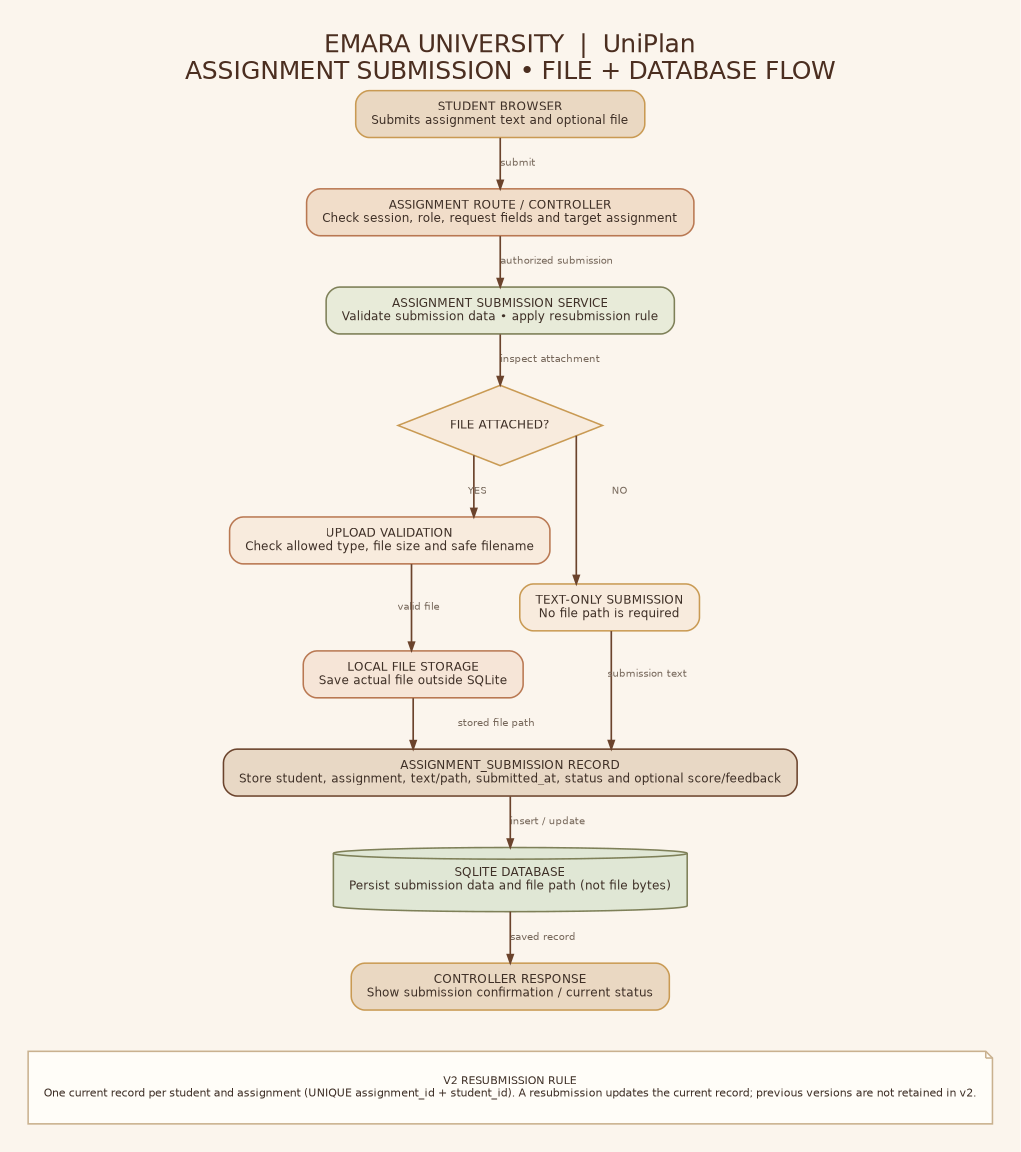 EMARA UNIVERSITY | UniPlan
ASSIGNMENT SUBMISSION • FILE + DATABASE FLOW
STUDENT BROWSER
Submits assignment text and optional file
submit
ASSIGNMENT ROUTE / CONTROLLER
Check session, role, request fields and target assignment
authorized submission
ASSIGNMENT SUBMISSION SERVICE
Validate submission data • apply resubmission rule
inspect attachment
FILE ATTACHED?
YES
NO
UPLOAD VALIDATION
Check allowed type, file size and safe filename
valid file
TEXT-ONLY SUBMISSION
No file path is required
LOCAL FILE STORAGE
Save actual file outside SQLite
submission text
stored file path
ASSIGNMENT_SUBMISSION RECORD
Store student, assignment, text/path, submitted_at, status and optional score/feedback
insert / update
SQLITE DATABASE
Persist submission data and file path (not file bytes)
saved record
CONTROLLER RESPONSE
Show submission confirmation / current status
V2 RESUBMISSION RULE
One current record per student and assignment (UNIQUE assignment_id + student_id). A resubmission updates the current record; previous versions are not retained in v2.